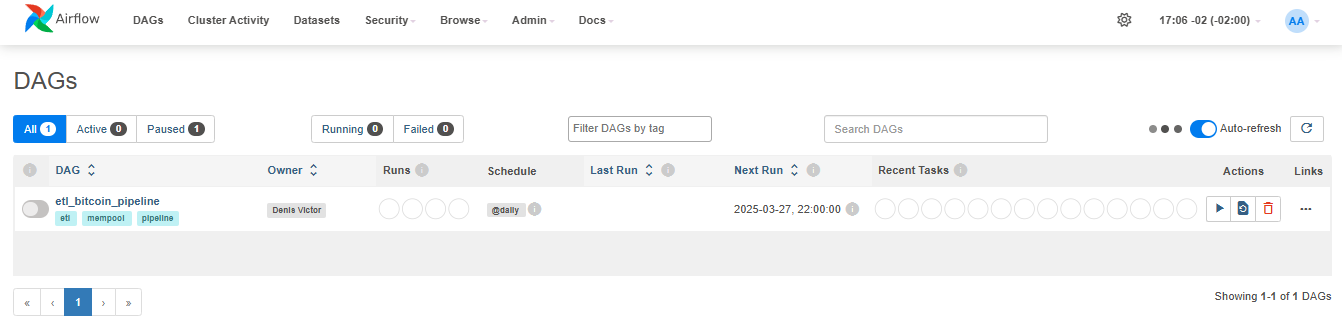 Airflow DAGs Cluster Activity Datasets Security Browse Admin Docs 17:06 -02 (-02:00) AA
DAGs
All 1 Active 0 Paused 1 Running 0 Failed 0 Filter DAGs by tag Search DAGs Auto-refresh
i DAG Owner Runs i Schedule Last Run i Next Run i Recent Tasks i Actions Links
etl_bitcoin_pipeline Denis Victor @daily i 2025-03-27, 22:00:00 i ...
etl mempool pipeline
« ‹ 1 › » Showing 1-1 of 1 DAGs